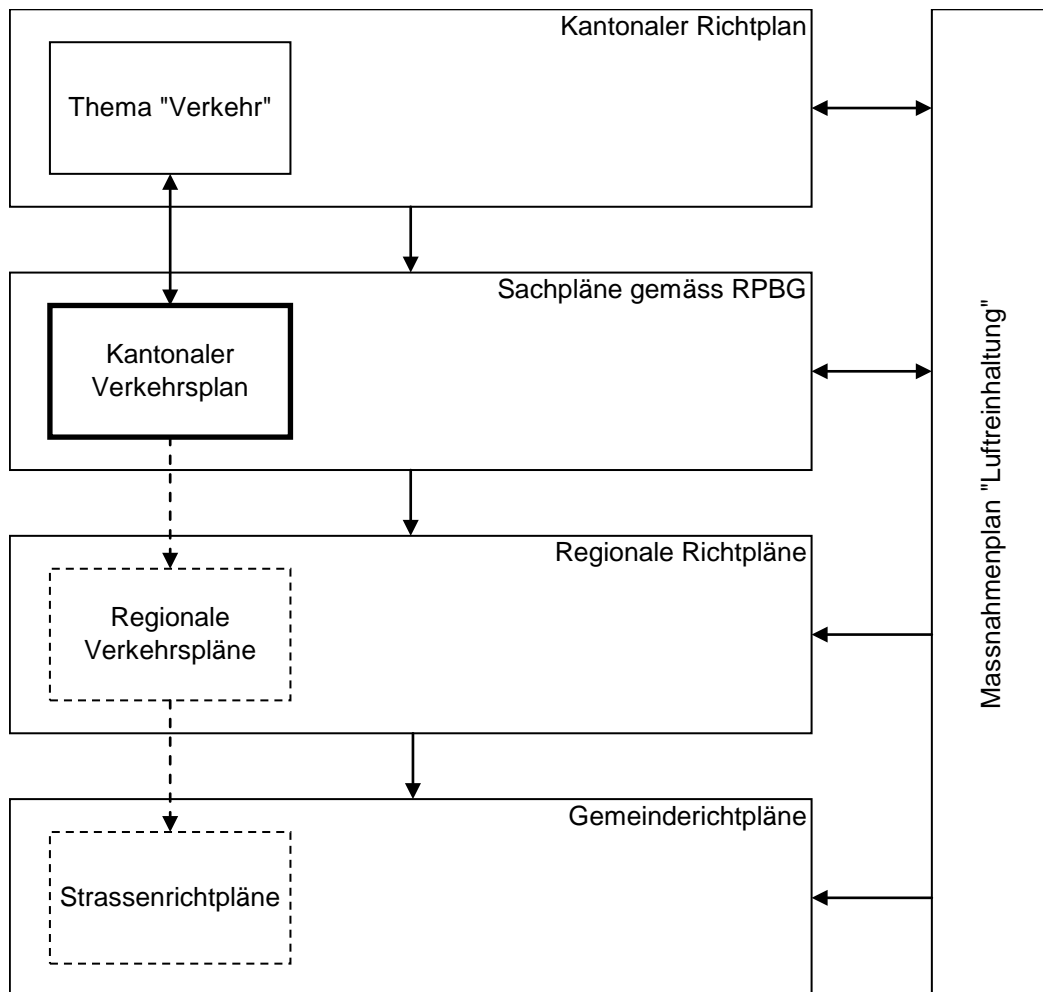 Kantonaler Richtplan
Thema "Verkehr"
Sachpläne gemäss RPBG
Kantonaler
Verkehrsplan
Regionale Richtpläne
Regionale
Verkehrspläne
Gemeinderichtpläne
Strassenrichtpläne
Massnahmenplan "Luftreinhaltung"